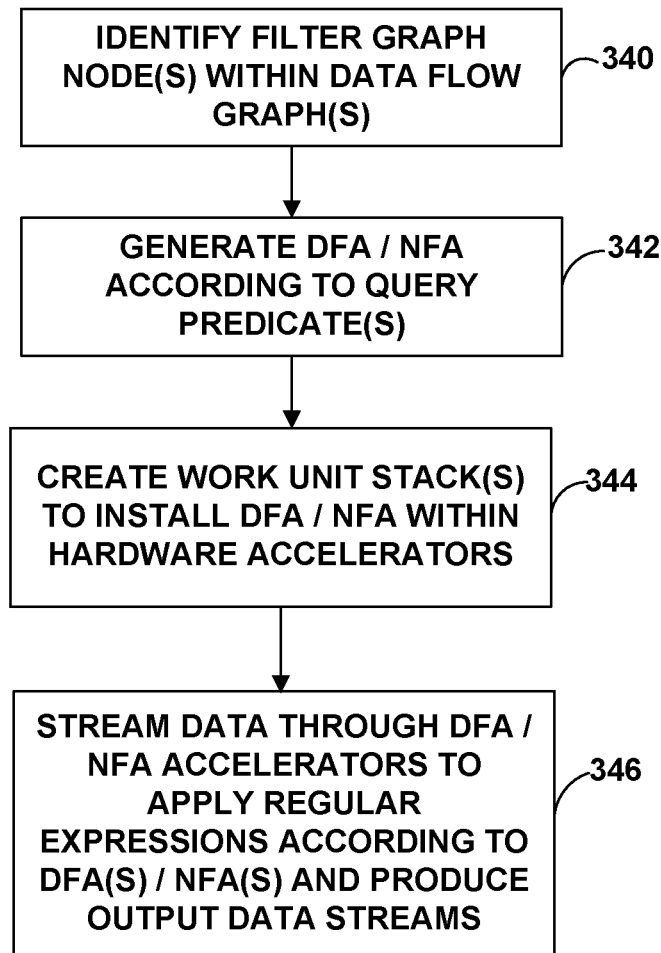 IDENTIFY FILTER GRAPH
NODE(S) WITHIN DATA FLOW
GRAPH(S)
340
GENERATE DFA / NFA
ACCORDING TO QUERY
PREDICATE(S)
342
CREATE WORK UNIT STACK(S)
TO INSTALL DFA / NFA WITHIN
HARDWARE ACCELERATORS
344
STREAM DATA THROUGH DFA /
NFA ACCELERATORS TO
APPLY REGULAR
EXPRESSIONS ACCORDING TO
DFA(S) / NFA(S) AND PRODUCE
OUTPUT DATA STREAMS
346